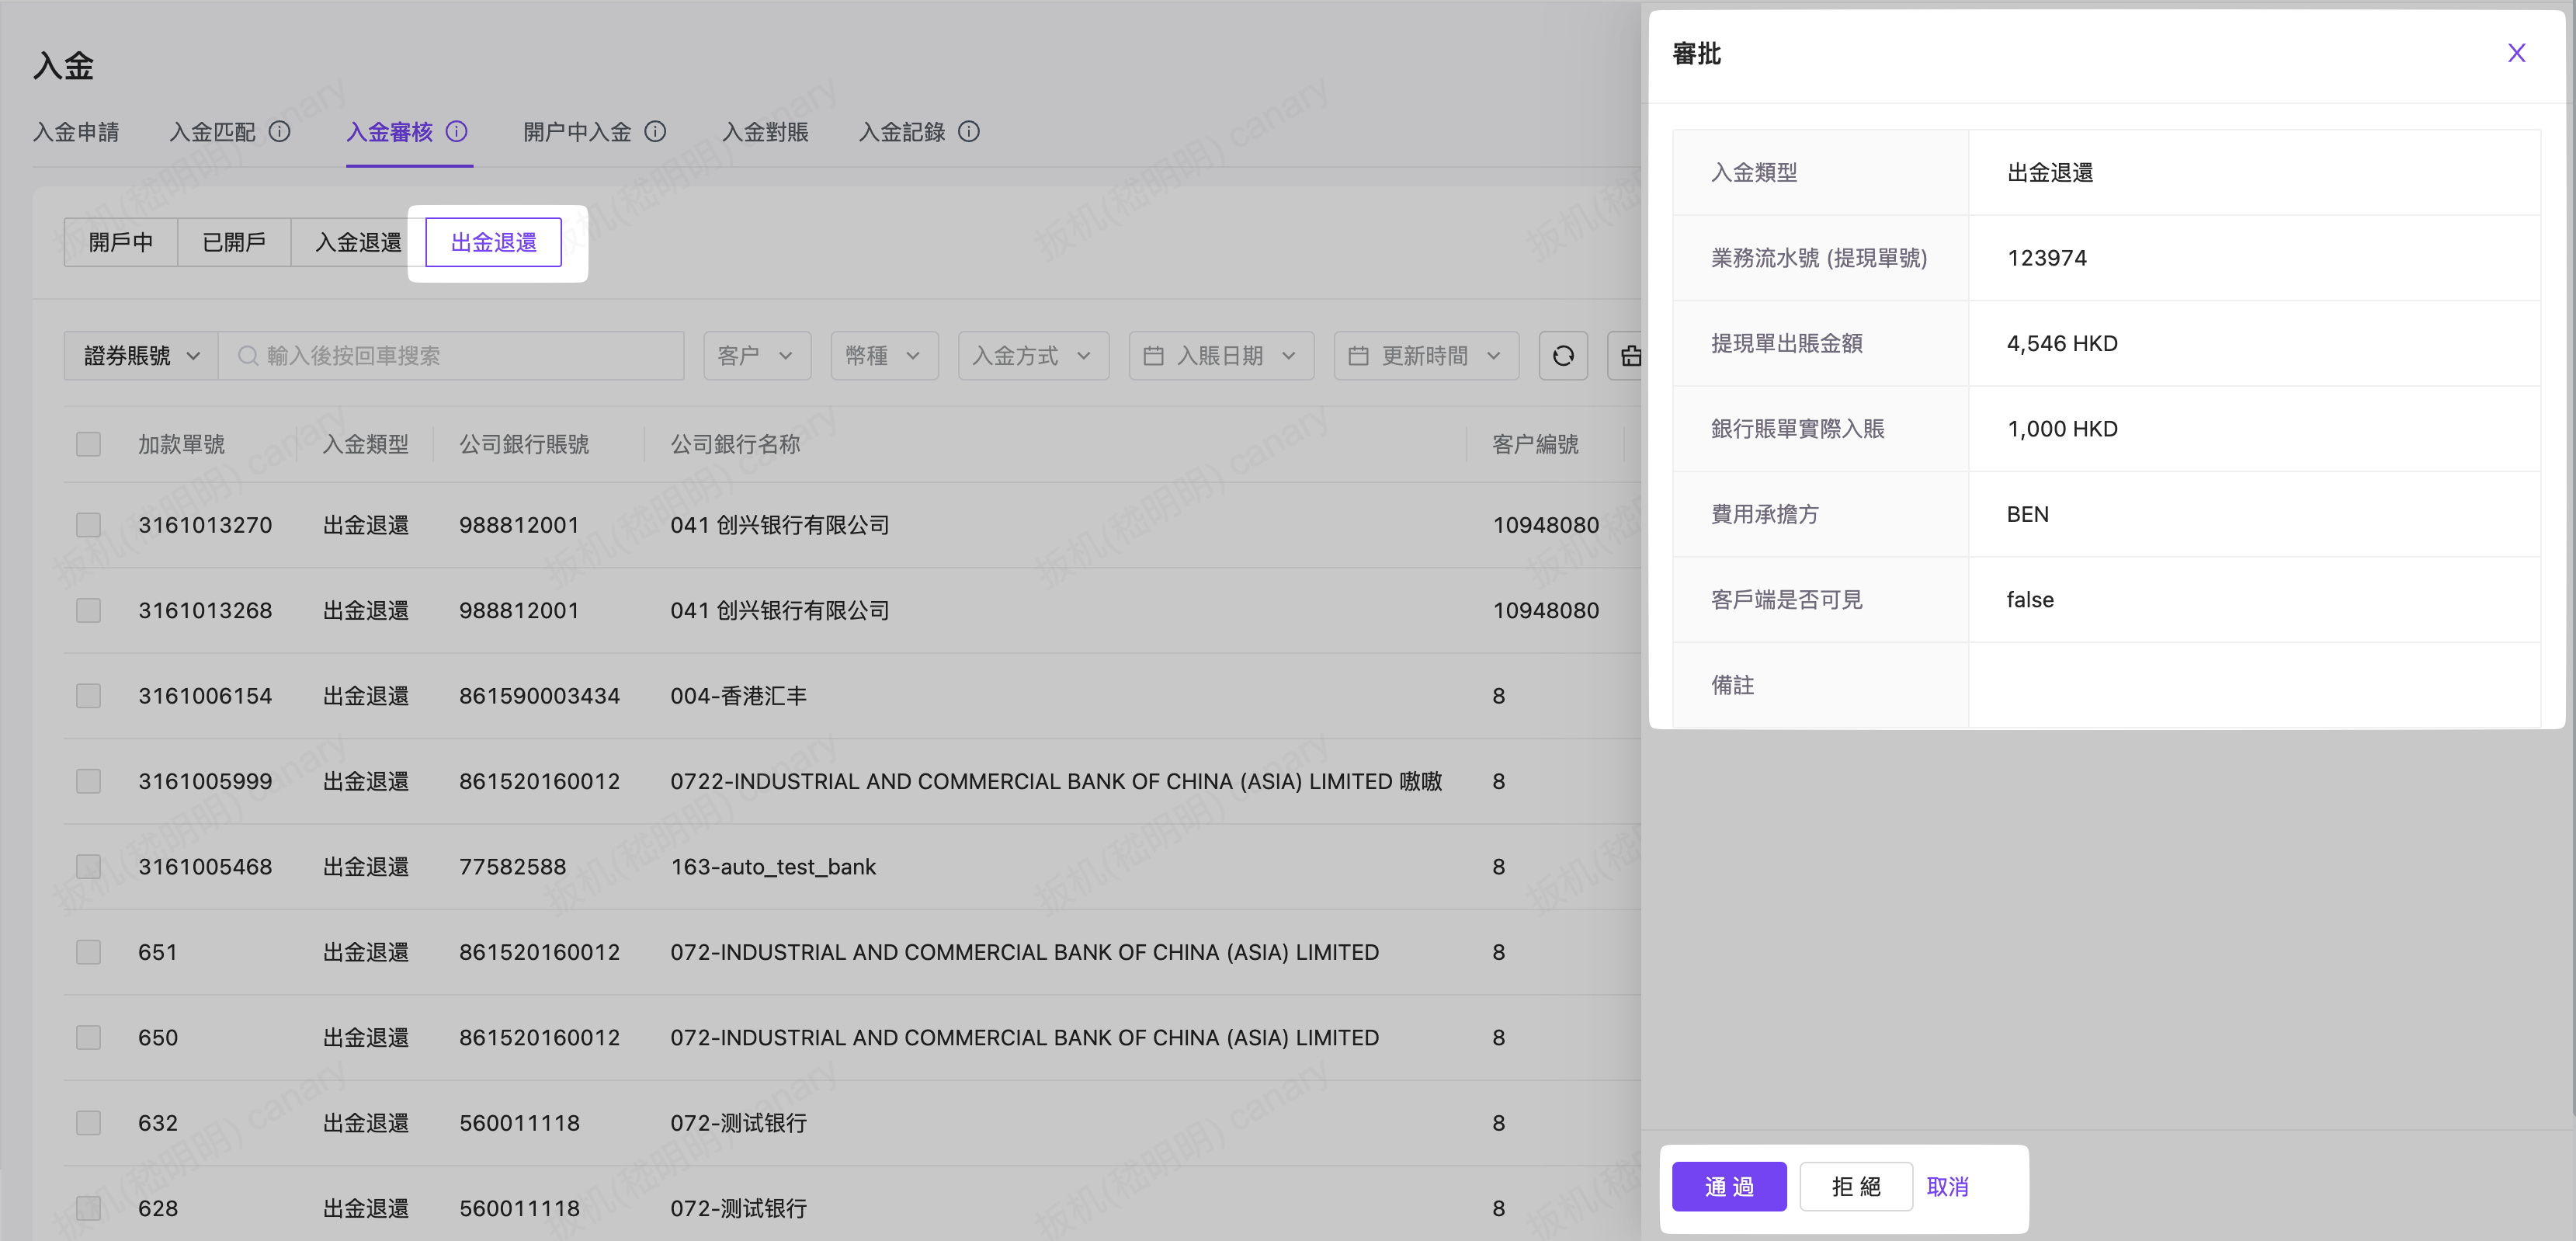 入金
入金申請 入金匹配 入金審核 開戶中入金 入金對賬 入金記錄
開戶中 已開戶 入金退還 出金退還
證券賬號 輸入後按回車搜索 客户 幣種 入金方式 入賬日期 更新時間
加款單號 入金類型 公司銀行賬號 公司銀行名称 客户編號
3161013270 出金退還 988812001 041 创兴银行有限公司 10948080
3161013268 出金退還 988812001 041 创兴银行有限公司 10948080
3161006154 出金退還 861590003434 004-香港汇丰 8
3161005999 出金退還 861520160012 0722-INDUSTRIAL AND COMMERCIAL BANK OF CHINA (ASIA) LIMITED 嗷嗷 8
3161005468 出金退還 77582588 163-auto_test_bank 8
651 出金退還 861520160012 072-INDUSTRIAL AND COMMERCIAL BANK OF CHINA (ASIA) LIMITED 8
650 出金退還 861520160012 072-INDUSTRIAL AND COMMERCIAL BANK OF CHINA (ASIA) LIMITED 8
632 出金退還 560011118 072-测试银行 8
628 出金退還 560011118 072-测试银行 8
審批
入金類型 出金退還
業務流水號 (提現單號) 123974
提現單出賬金額 4,546 HKD
銀行賬單實際入賬 1,000 HKD
費用承擔方 BEN
客戶端是否可見 false
備註
通過 拒絕 取消
扳机(嵇明明) canary